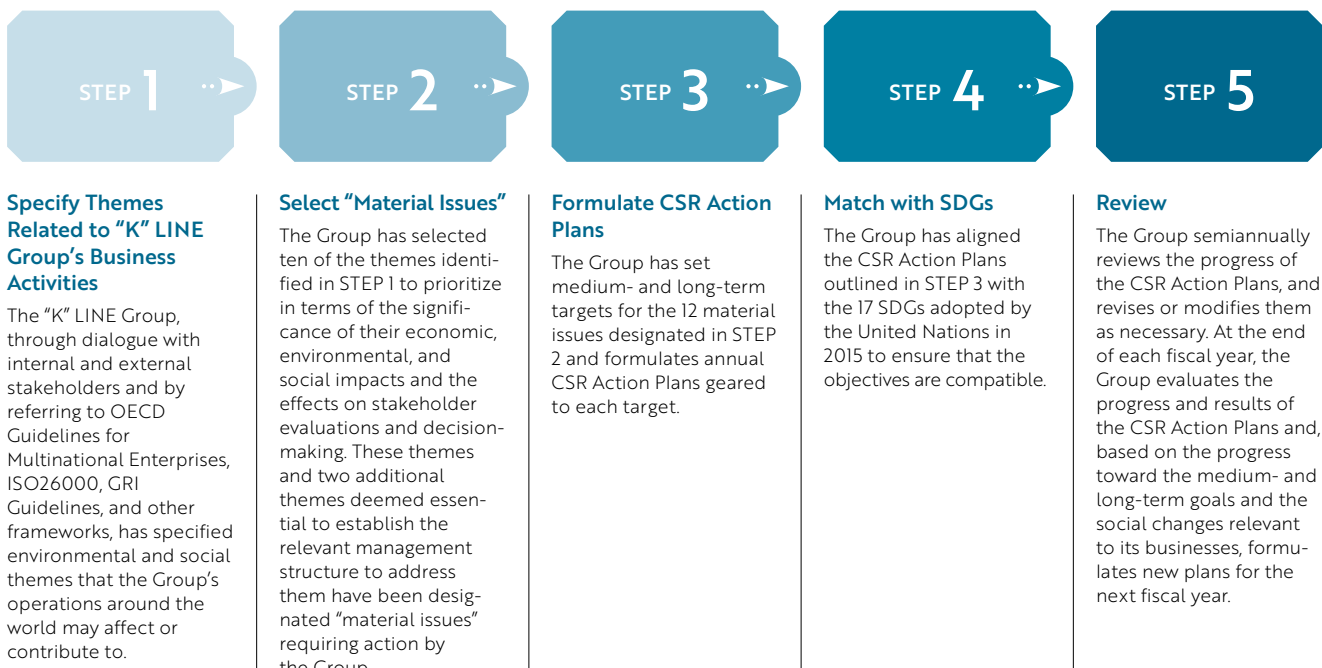 STEP 1
STEP 2
STEP 3
STEP 4
STEP 5
Specify Themes
Related to “K” LINE
Group’s Business
Activities
The “K” LINE Group,
through dialogue with
internal and external
stakeholders and by
referring to OECD
Guidelines for
Multinational Enterprises,
ISO26000, GRI
Guidelines, and other
frameworks, has specified
environmental and social
themes that the Group’s
operations around the
world may affect or
contribute to.
Select “Material Issues”
The Group has selected
ten of the themes identi-
fied in STEP 1 to prioritize
in terms of the signifi-
cance of their economic,
environmental, and
social impacts and the
effects on stakeholder
evaluations and decision-
making. These themes
and two additional
themes deemed essen-
tial to establish the
relevant management
structure to address
them have been desig-
nated “material issues”
requiring action by
the Group.
Formulate CSR Action
Plans
The Group has set
medium- and long-term
targets for the 12 material
issues designated in STEP
2 and formulates annual
CSR Action Plans geared
to each target.
Match with SDGs
The Group has aligned
the CSR Action Plans
outlined in STEP 3 with
the 17 SDGs adopted by
the United Nations in
2015 to ensure that the
objectives are compatible.
Review
The Group semiannually
reviews the progress of
the CSR Action Plans, and
revises or modifies them
as necessary. At the end
of each fiscal year, the
Group evaluates the
progress and results of
the CSR Action Plans and,
based on the progress
toward the medium- and
long-term goals and the
social changes relevant
to its businesses, formu-
lates new plans for the
next fiscal year.